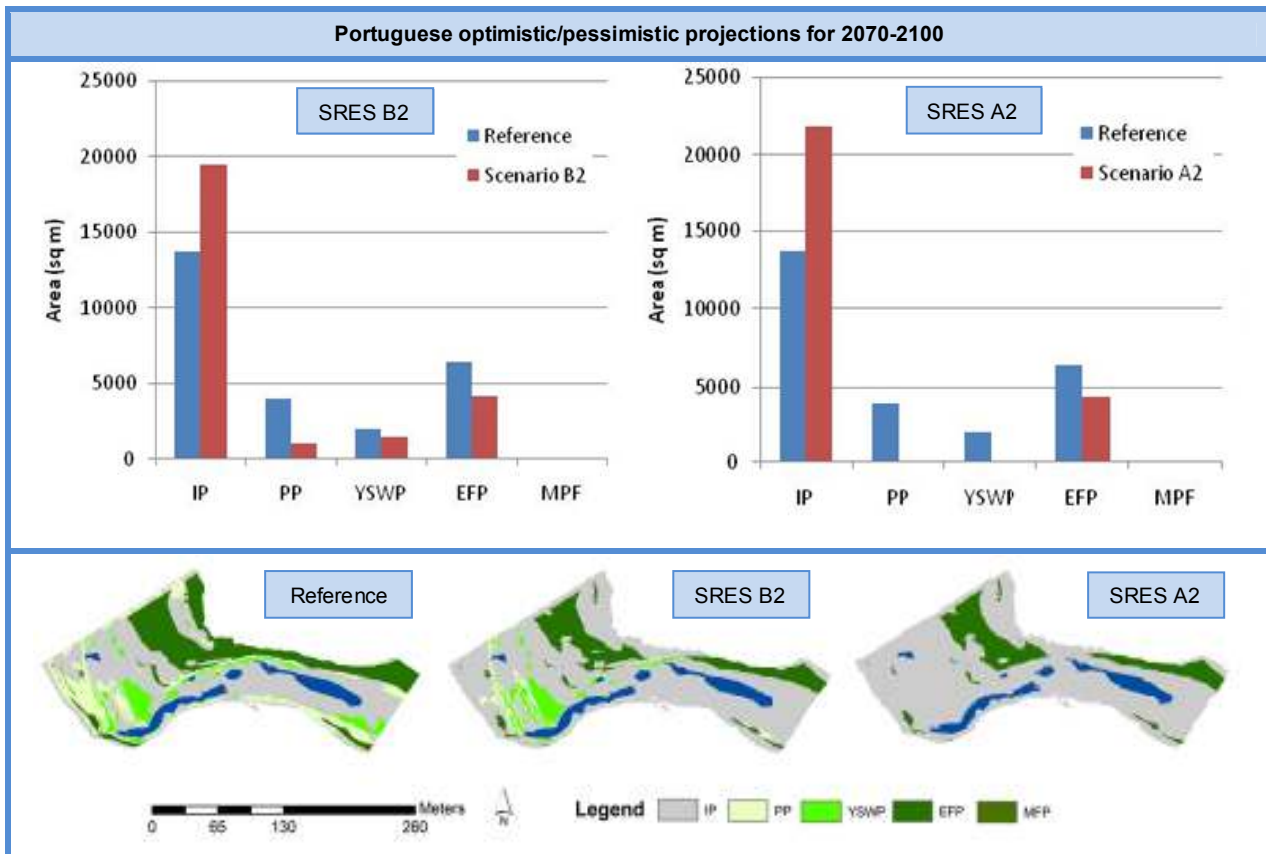 Portuguese optimistic/pessimistic projections for 2070-2100
SRES B2
Reference
Scenario B2
Area (sq m)
25000
20000
15000
10000
5000
0
IP PP YSWP EFP MPF
SRES A2
Reference
Scenario A2
Area (sq m)
25000
20000
15000
10000
5000
0
IP PP YSWP EFP MPF
Reference
SRES B2
SRES A2
Meters
0 65 130 260
N
Legend IP PP YSWP EFP MFP